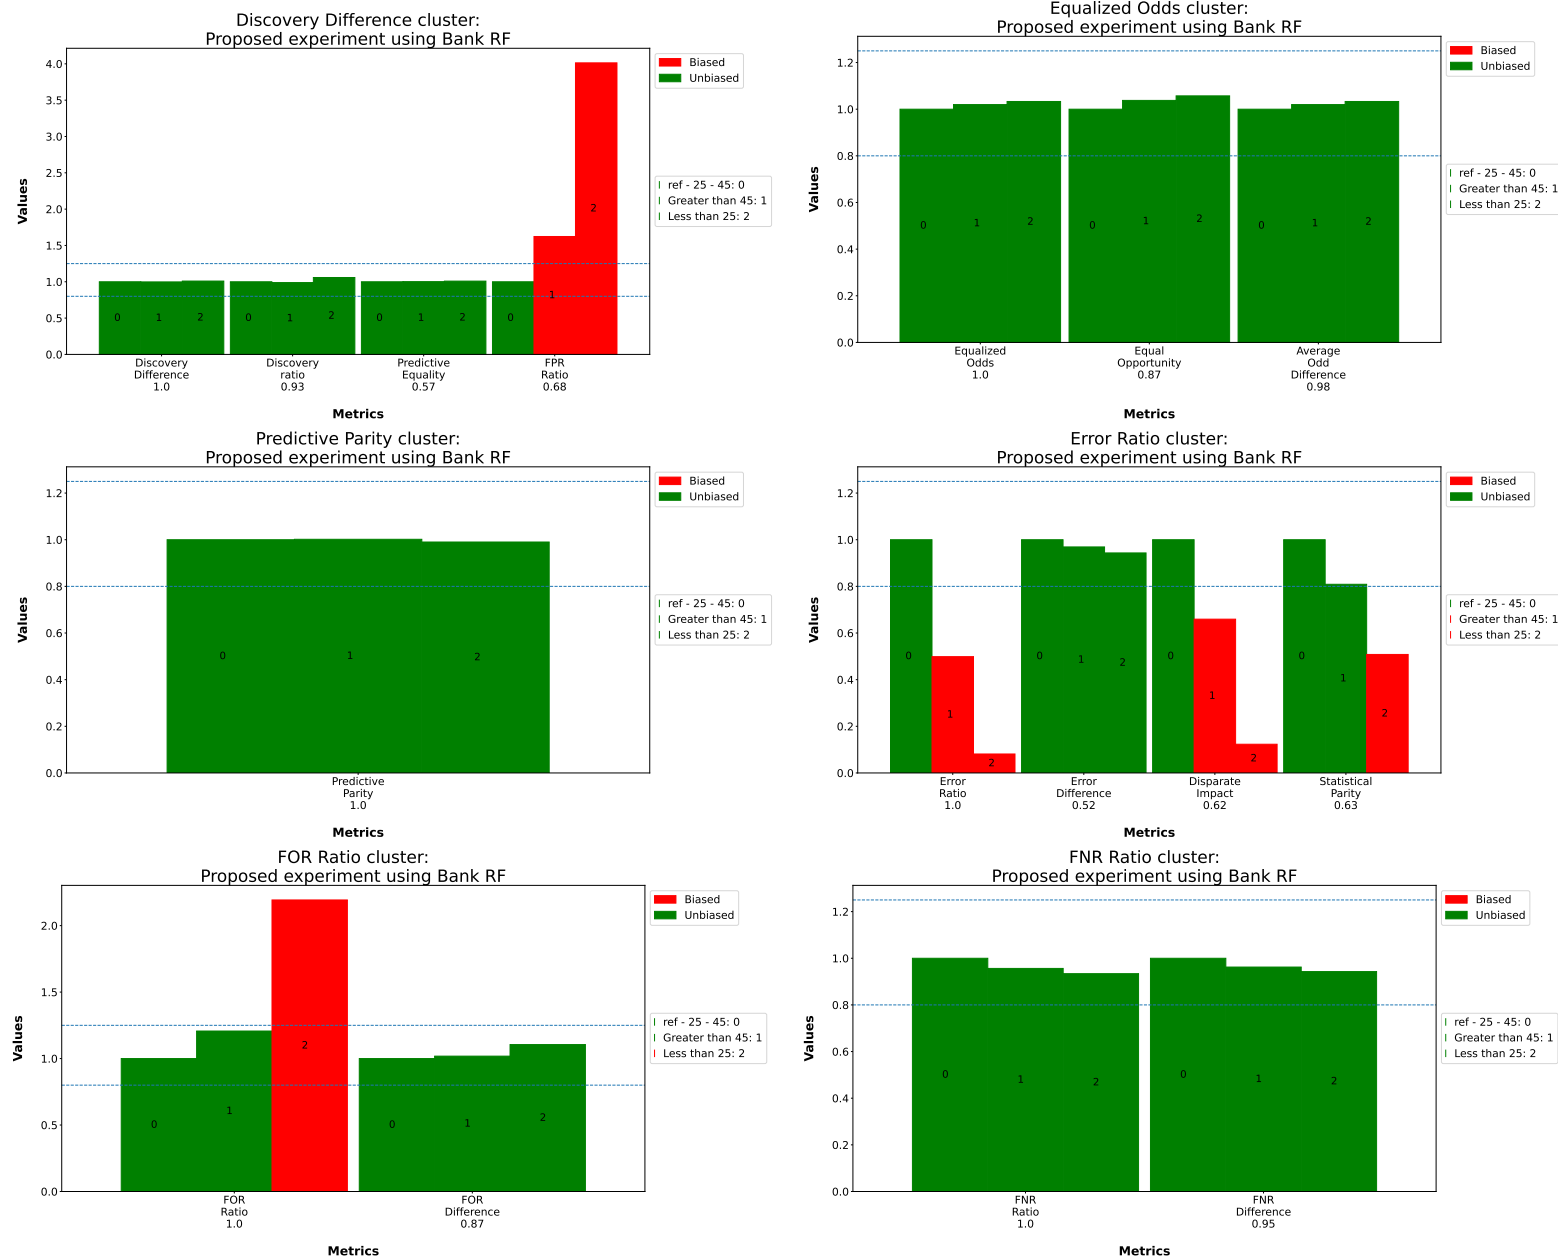 Discovery Difference cluster:
Proposed experiment using Bank RF
Values
4.0
3.5
3.0
2.5
2.0
1.5
1.0
0.5
0.0
0 1 2 0 1 2 0 1 2 0 1 2
Discovery Difference 1.0
Discovery ratio 0.93
Predictive Equality 0.57
FPR Ratio 0.68
Metrics
Biased
Unbiased
ref - 25 - 45: 0
Greater than 45: 1
Less than 25: 2
Equalized Odds cluster:
Proposed experiment using Bank RF
Values
1.2
1.0
0.8
0.6
0.4
0.2
0.0
0 1 2 0 1 2 0 1 2
Equalized Odds 1.0
Equal Opportunity 0.87
Average Odd Difference 0.98
Metrics
Biased
Unbiased
ref - 25 - 45: 0
Greater than 45: 1
Less than 25: 2
Predictive Parity cluster:
Proposed experiment using Bank RF
Values
1.2
1.0
0.8
0.6
0.4
0.2
0.0
0 1 2
Predictive Parity 1.0
Metrics
Biased
Unbiased
ref - 25 - 45: 0
Greater than 45: 1
Less than 25: 2
Error Ratio cluster:
Proposed experiment using Bank RF
Values
1.2
1.0
0.8
0.6
0.4
0.2
0.0
0 1 2 0 1 2 0 1 2 0 1 2
Error Ratio 1.0
Error Difference 0.52
Disparate Impact 0.62
Statistical Parity 0.63
Metrics
Biased
Unbiased
ref - 25 - 45: 0
Greater than 45: 1
Less than 25: 2
FOR Ratio cluster:
Proposed experiment using Bank RF
Values
2.0
1.5
1.0
0.5
0.0
0 1 2 0 1 2
FOR Ratio 1.0
FOR Difference 0.87
Metrics
Biased
Unbiased
ref - 25 - 45: 0
Greater than 45: 1
Less than 25: 2
FNR Ratio cluster:
Proposed experiment using Bank RF
Values
1.2
1.0
0.8
0.6
0.4
0.2
0.0
0 1 2 0 1 2
FNR Ratio 1.0
FNR Difference 0.95
Metrics
Biased
Unbiased
ref - 25 - 45: 0
Greater than 45: 1
Less than 25: 2